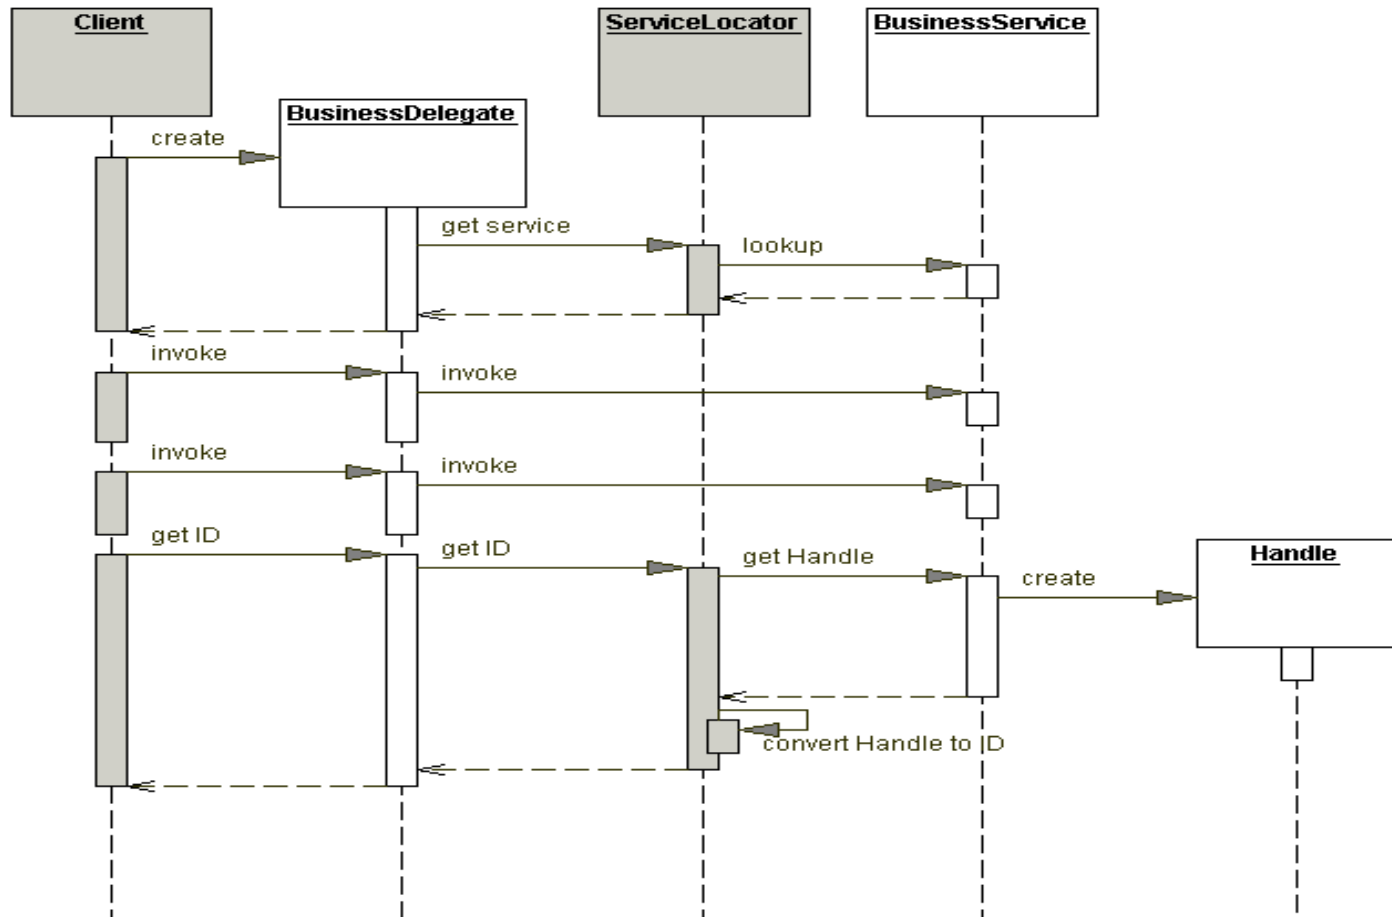 Client
ServiceLocator
BusinessService
BusinessDelegate
create
get service
lookup
invoke
invoke
invoke
invoke
get ID
get ID
get Handle
create
Handle
convert Handle to ID